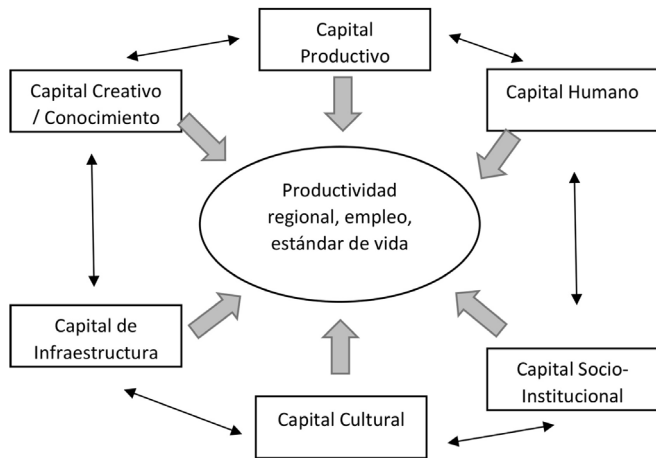 Capital
Productivo
Capital Creativo
/ Conocimiento
Capital Humano
Productividad
regional, empleo,
estándar de vida
Capital de
Infraestructura
Capital Socio-
Institucional
Capital Cultural